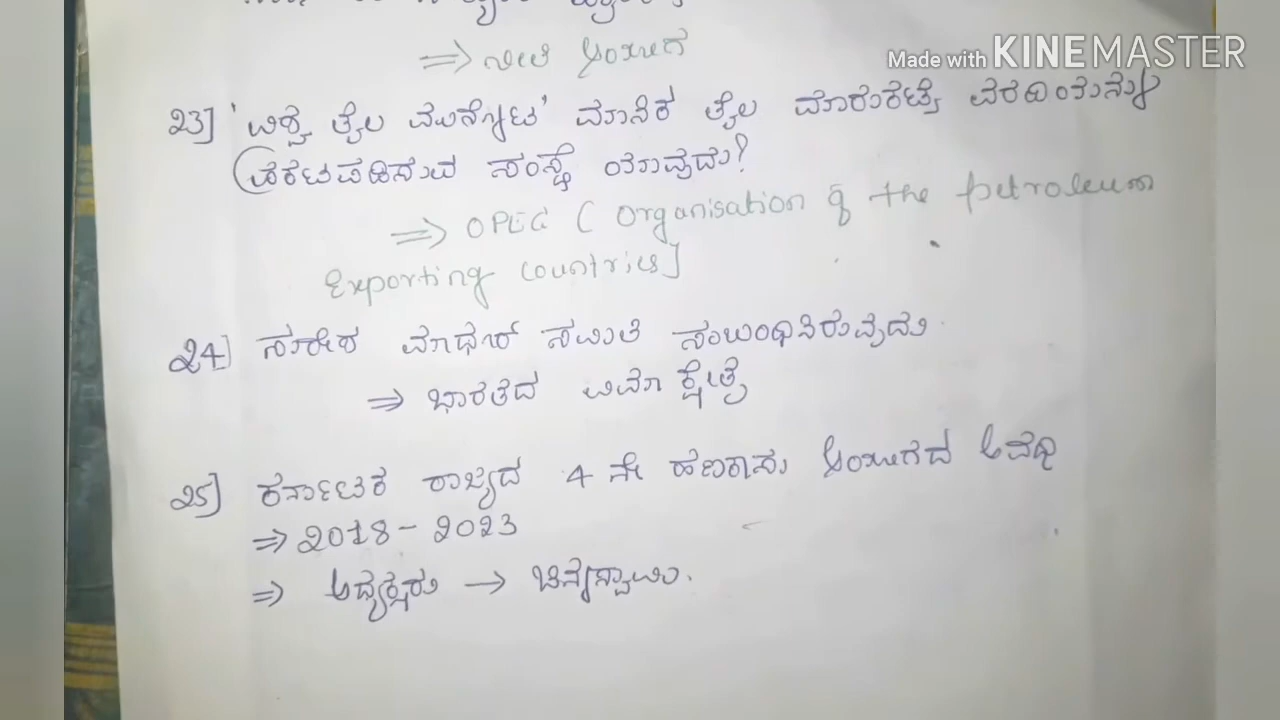 ⇒ ನೀತಿ ಆಯೋಗ
Made with KINEMASTER
23] 'ವಿಶ್ವ ತೈಲ ಮುನ್ನೋಟ' ಮಾಸಿಕ ತೈಲ ಮಾರುಕಟ್ಟೆ ವರದಿಯನ್ನು
ಪ್ರಕಟಪಡಿಸುವ ಸಂಸ್ಥೆ ಯಾವುದು?
⇒ OPEC ( Organisation of the petroleum
Exporting Countries]
24] ಸುರೇಶ ಮಾಥುರ್ ಸಮಿತಿ ಸಂಬಂಧಿಸಿರುವುದು.
⇒ ಭಾರತದ ವಿಮಾ ಕ್ಷೇತ್ರ
25] ಕರ್ನಾಟಕ ರಾಜ್ಯದ 4 ನೇ ಹಣಕಾಸು ಆಯೋಗದ ಅವಧಿ
⇒ 2018 - 2023
⇒ ಅಧ್ಯಕ್ಷರು → ಚಿನ್ನಸ್ವಾಮಿ.